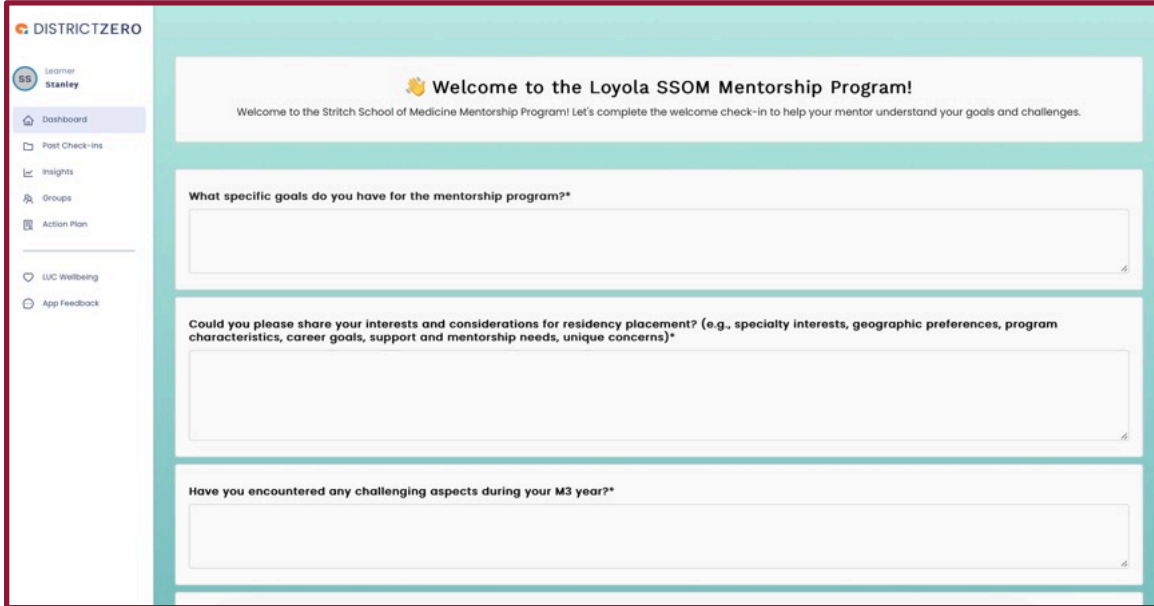 DISTRICTZERO
SS
Learner
Stanley
Dashboard
Past Check-ins
Insights
Groups
Action Plan
LUC Wellbeing
App Feedback
👋 Welcome to the Loyola SSOM Mentorship Program!
Welcome to the Stritch School of Medicine Mentorship Program! Let's complete the welcome check-in to help your mentor understand your goals and challenges.
What specific goals do you have for the mentorship program?*
Could you please share your interests and considerations for residency placement? (e.g., specialty interests, geographic preferences, program
characteristics, career goals, support and mentorship needs, unique concerns)*
Have you encountered any challenging aspects during your M3 year?*